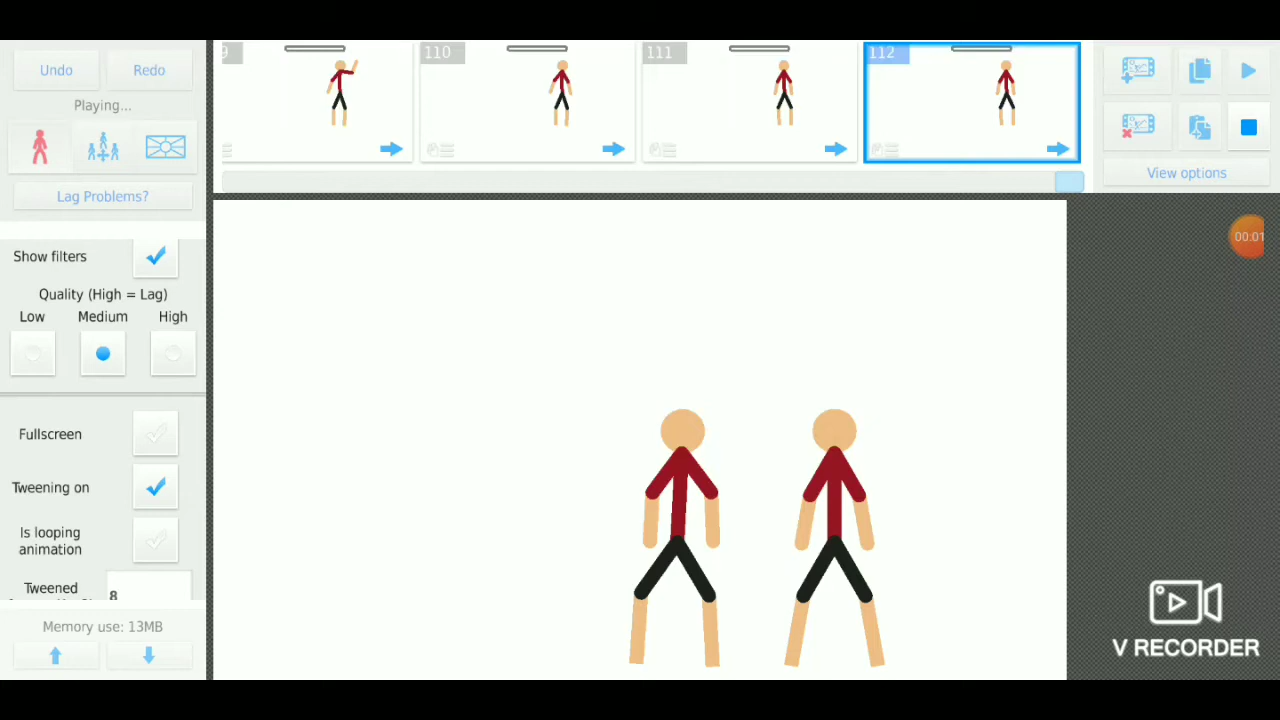 Undo
Redo
Playing...
Lag Problems?
Show filters
Quality (High = Lag)
Low
Medium
High
Fullscreen
Tweening on
Is looping
animation
Tweened
8
Memory use: 13MB
9
110
111
112
View options
00:01
V RECORDER